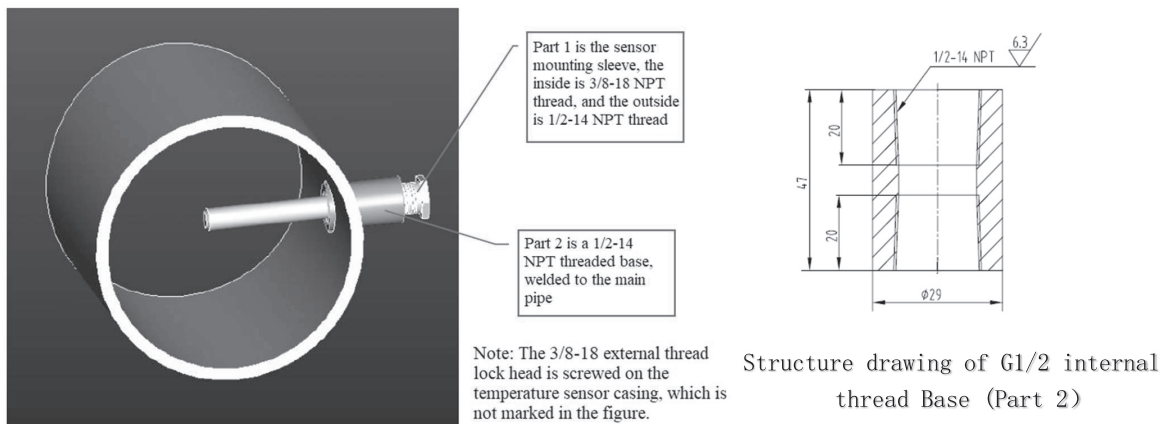 Part 1 is the sensor
mounting sleeve, the
inside is 3/8-18 NPT
thread, and the outside
is 1/2-14 NPT thread
Part 2 is a 1/2-14
NPT threaded base,
welded to the main
pipe
Note: The 3/8-18 external thread
lock head is screwed on the
temperature sensor casing, which is
not marked in the figure.
1/2-14 NPT
6.3
20
47
20
Φ29
Structure drawing of G1/2 internal
thread Base (Part 2)